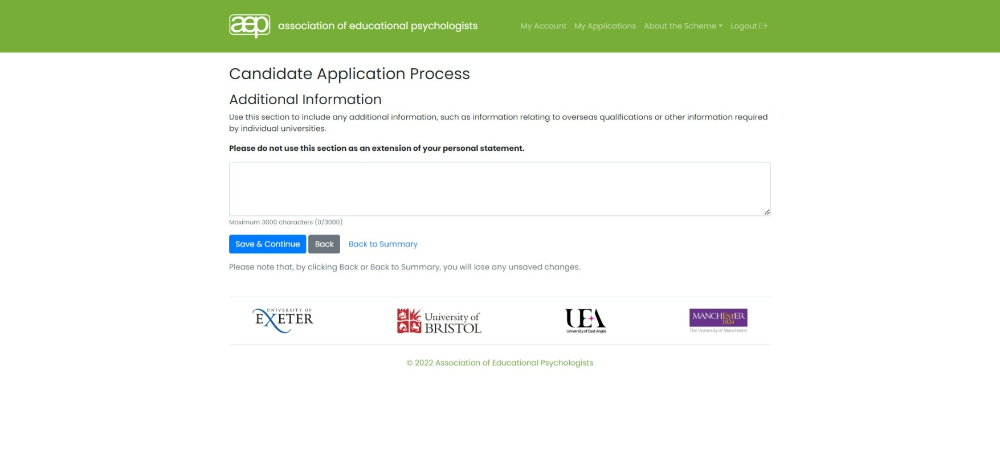 aep association of educational psychologists My Account My Applications About the Scheme Logout
Candidate Application Process
Additional Information
Use this section to include any additional information, such as information relating to overseas qualifications or other information required
by individual universities.
Please do not use this section as an extension of your personal statement.
Maximum 3000 characters (0/3000)
Save & Continue Back Back to Summary
Please note that, by clicking Back or Back to Summary, you will lose any unsaved changes.
UNIVERSITY OF
EXETER
University of
BRISTOL
UEA
University of East Anglia
MANCHESTER
1824
The University of Manchester
© 2022 Association of Educational Psychologists